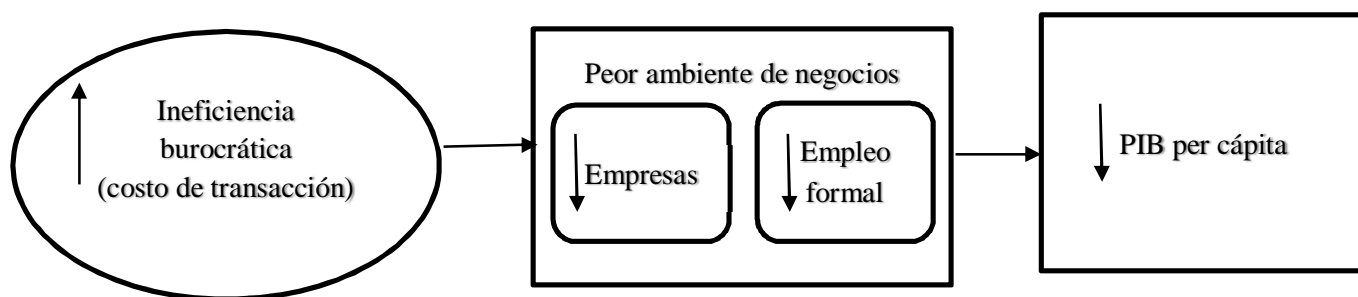 Ineficiencia
burocrática
(costo de transacción)
Peor ambiente de negocios
Empresas
Empleo
formal
PIB per cápita